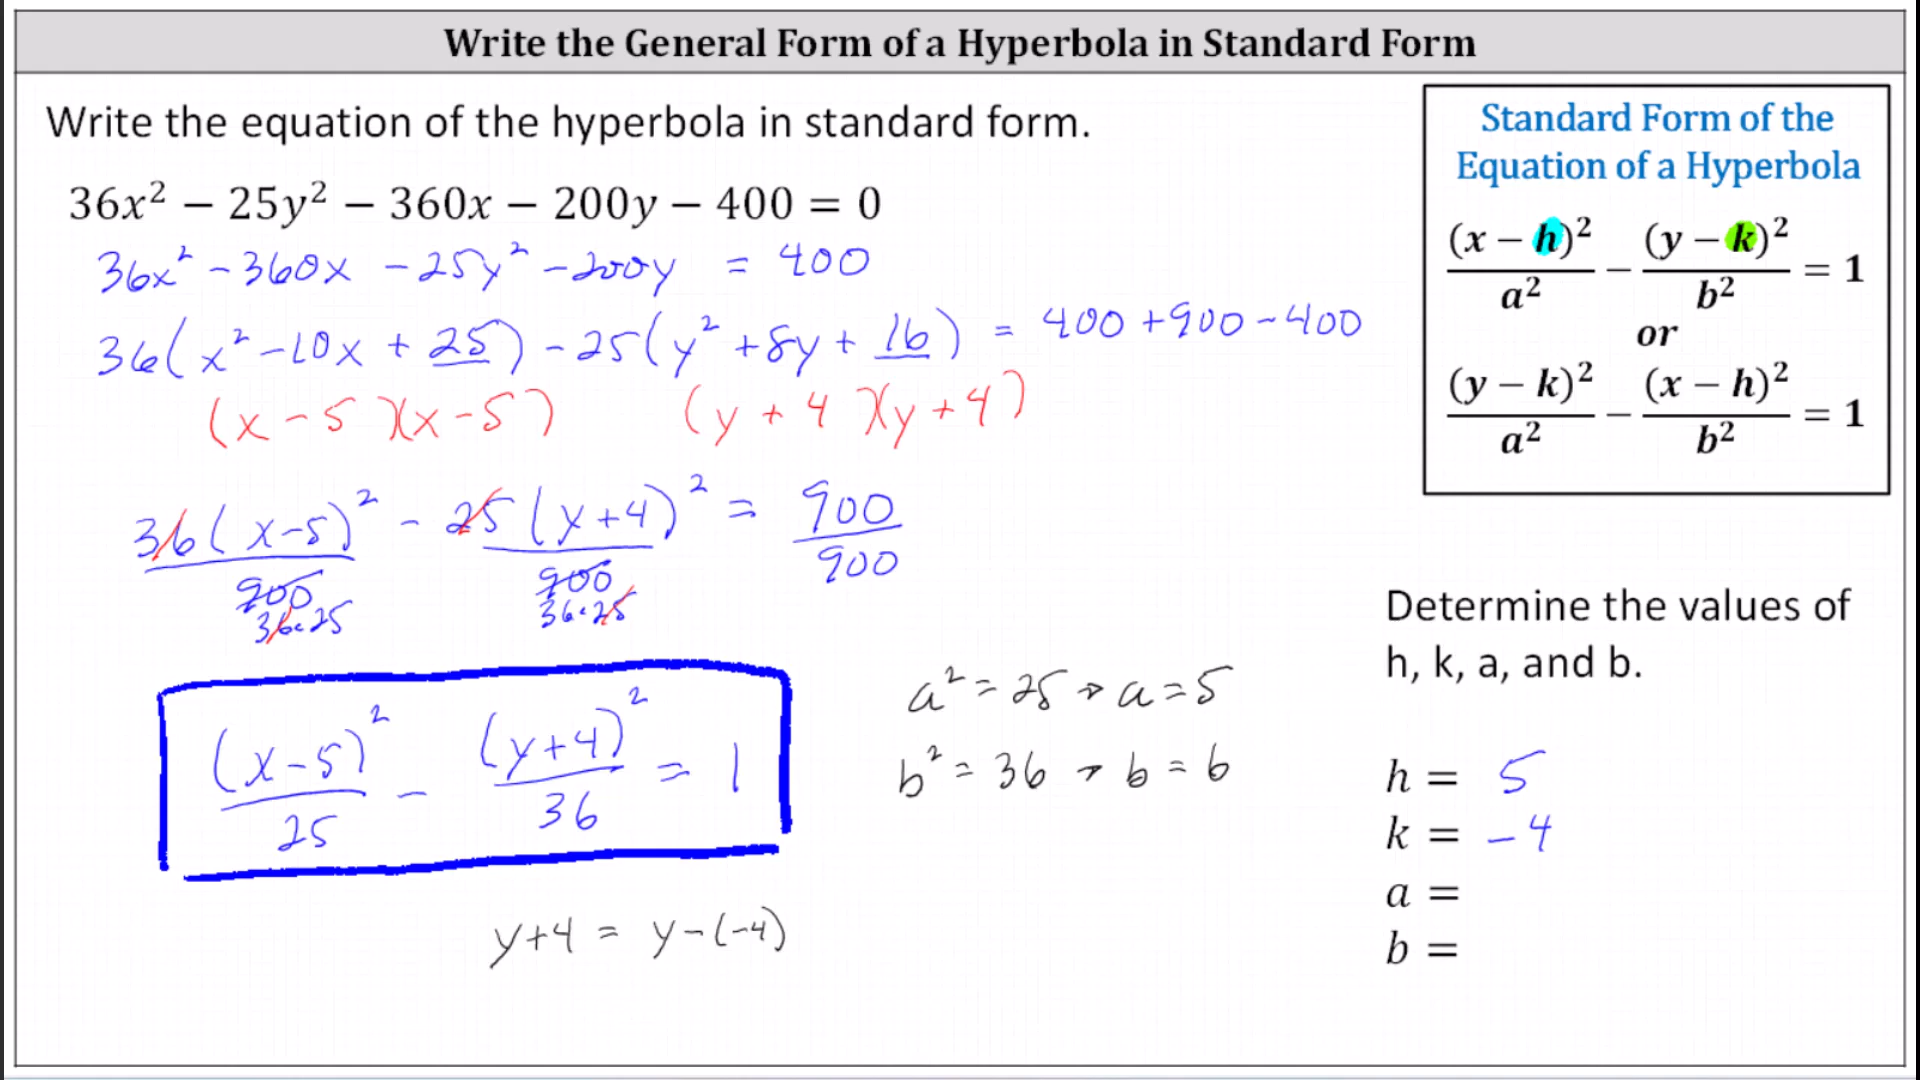 Write the General Form of a Hyperbola in Standard Form
Write the equation of the hyperbola in standard form.
36x² − 25y² − 360x − 200y − 400 = 0
36x² - 360x - 25y² - 200y = 400
36(x² - 10x + 25) - 25(y² + 8y + 16) = 400 + 900 - 400
(x - 5)(x - 5) (y + 4)(y + 4)
36(x-5)² - 25(y+4)² = 900
900 900 900
36·25 36·25
(x-5)² - (y+4)² = 1
25 36
y+4 = y-(-4)
a² = 25 → a = 5
b² = 36 → b = 6
Standard Form of the
Equation of a Hyperbola
(x − h)² (y − k)²
− = 1
a² b²
or
(y − k)² (x − h)²
− = 1
a² b²
Determine the values of
h, k, a, and b.
h = 5
k = -4
a =
b =